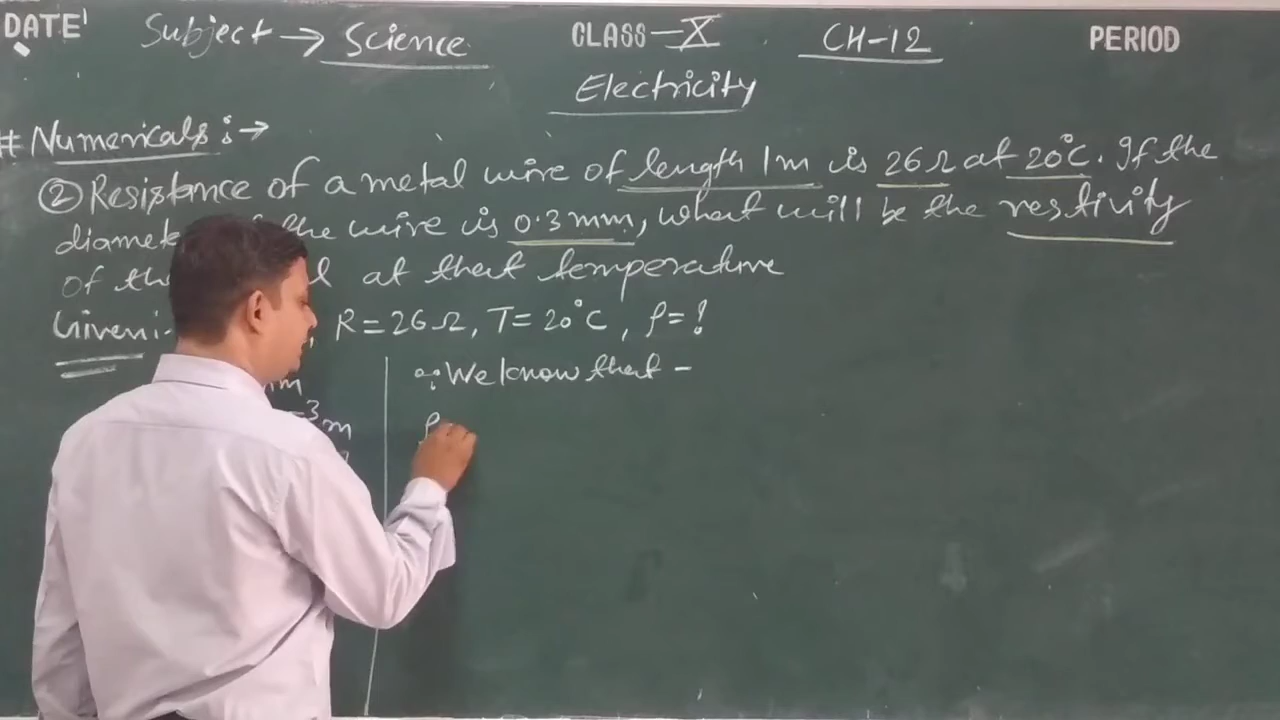 DATE Subject → Science CLASS - X CH-12 PERIOD
Electricity
# Numericals :→
② Resistance of a metal wire of length 1m is 26Ω at 20°C. If the
the wire is 0.3 mm, what will be the restivity
of at that temperature
Given:- , R = 26Ω, T = 20°C, ρ = !
∵ We know that -
m
-3 m
ρ